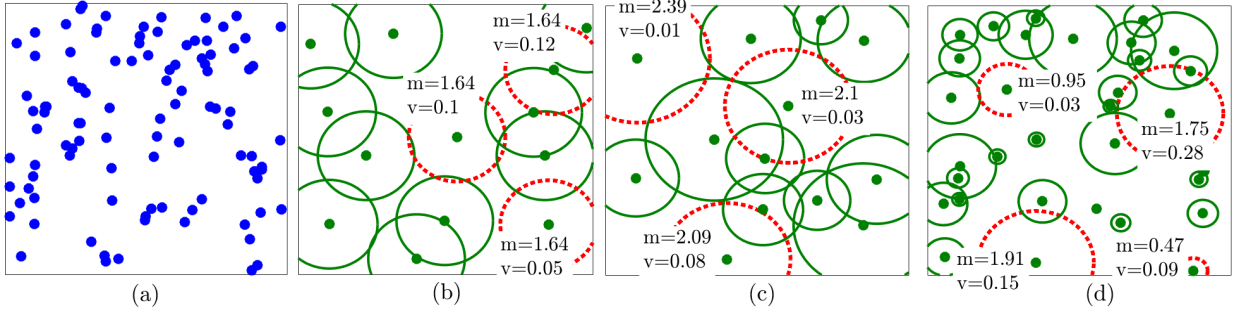 m=1.64
v=0.12
m=1.64
v=0.1
m=1.64
v=0.05
(b)
m=2.39
v=0.01
m=2.1
v=0.03
m=2.09
v=0.08
(c)
m=0.95
v=0.03
m=1.75
v=0.28
m=0.47
v=0.09
m=1.91
v=0.15
(d)
(a)